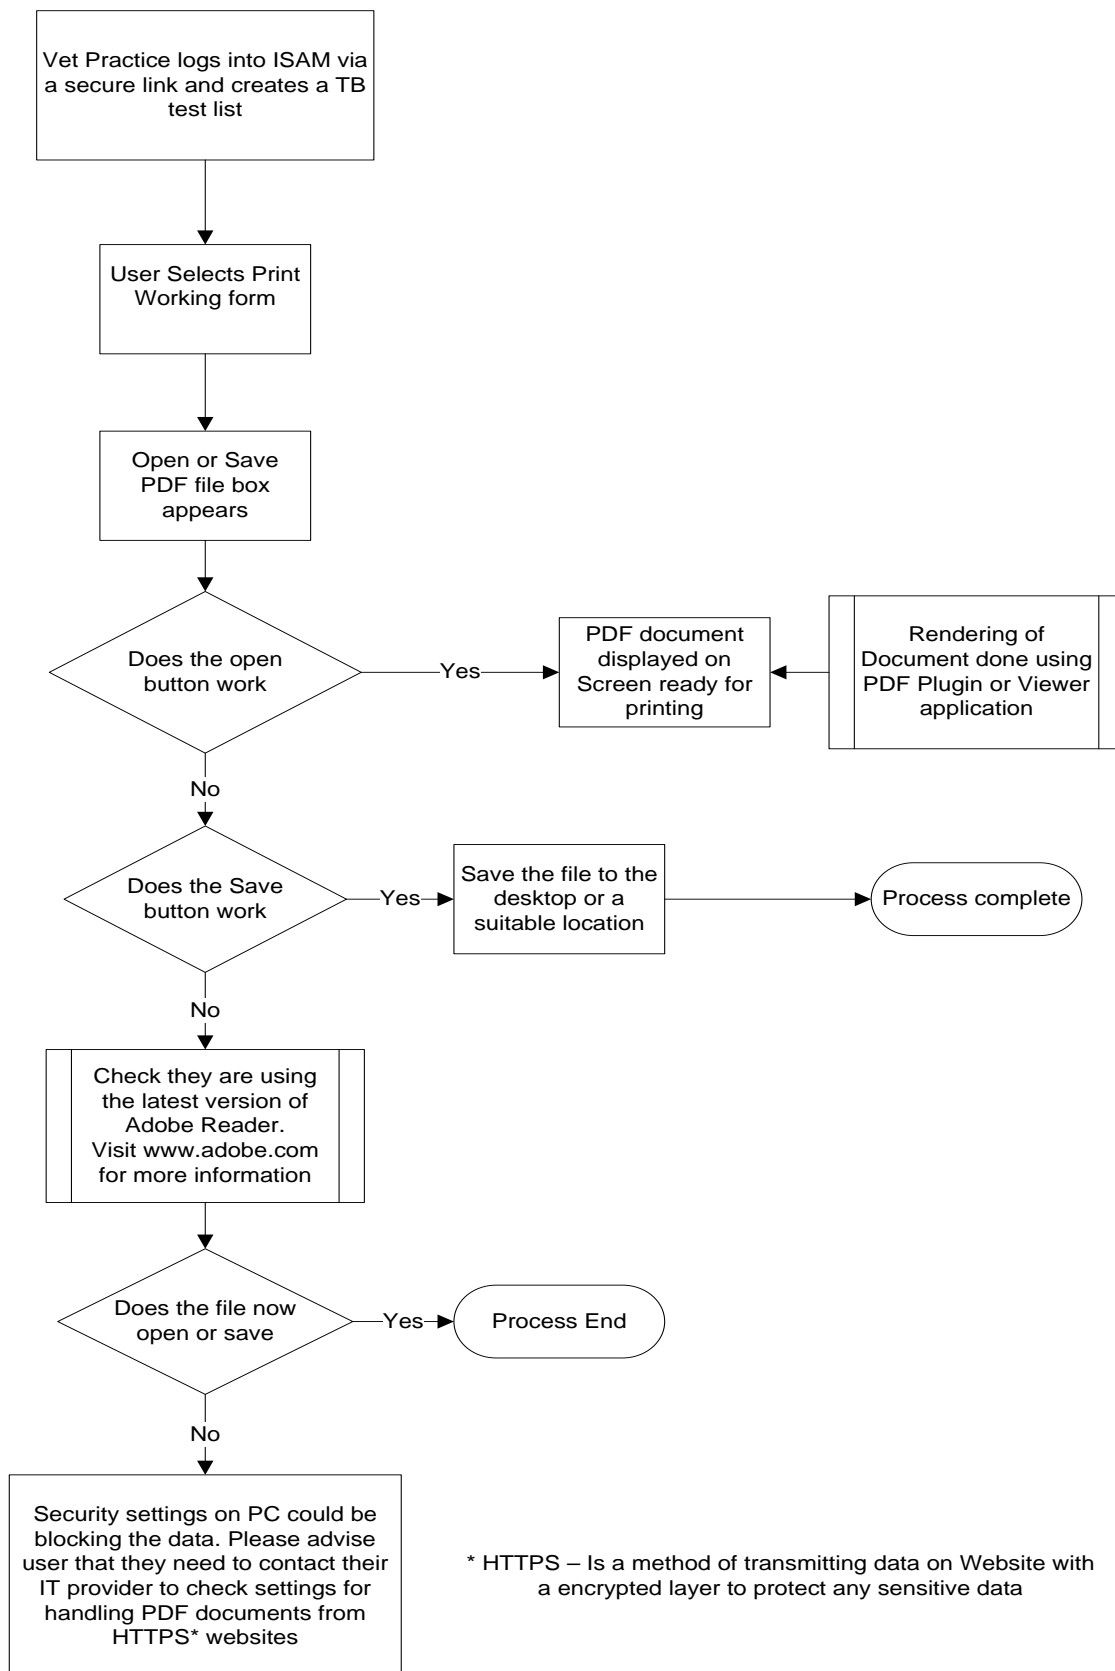 Vet Practice logs into ISAM via
a secure link and creates a TB
test list
User Selects Print
Working form
Open or Save
PDF file box
appears
Does the open
button work
Yes
PDF document
displayed on
Screen ready for
printing
Rendering of
Document done using
PDF Plugin or Viewer
application
No
Does the Save
button work
Yes
Save the file to the
desktop or a
suitable location
Process complete
No
Check they are using
the latest version of
Adobe Reader.
Visit www.adobe.com
for more information
Does the file now
open or save
Yes
Process End
No
Security settings on PC could be
blocking the data. Please advise
user that they need to contact their
IT provider to check settings for
handling PDF documents from
HTTPS* websites
* HTTPS – Is a method of transmitting data on Website with
a encrypted layer to protect any sensitive data